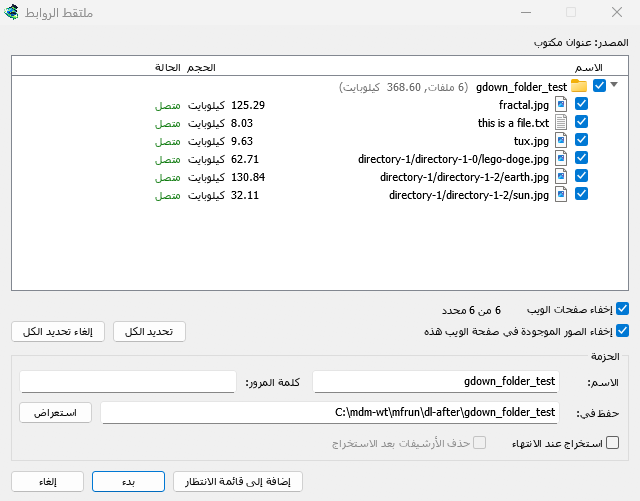 ملتقط الروابط
المصدر: عنوان مكتوب
الاسم الحجم الحالة
gdown_folder_test (6 ملفات, 368.60 كيلوبايت)
fractal.jpg 125.29 كيلوبايت متصل
this is a file.txt 8.03 كيلوبايت متصل
tux.jpg 9.63 كيلوبايت متصل
directory-1/directory-1-0/lego-doge.jpg 62.71 كيلوبايت متصل
directory-1/directory-1-2/earth.jpg 130.84 كيلوبايت متصل
directory-1/directory-1-2/sun.jpg 32.11 كيلوبايت متصل
إخفاء صفحات الويب 6 من 6 محدد
إخفاء الصور الموجودة في صفحة الويب هذه تحديد الكل إلغاء تحديد الكل
الحزمة
الاسم: gdown_folder_test كلمة المرور:
حفظ في: C:\mdm-wt\mfrun\dl-after\gdown_folder_test استعراض
استخراج عند الانتهاء حذف الأرشيفات بعد الاستخراج
إضافة إلى قائمة الانتظار بدء إلغاء